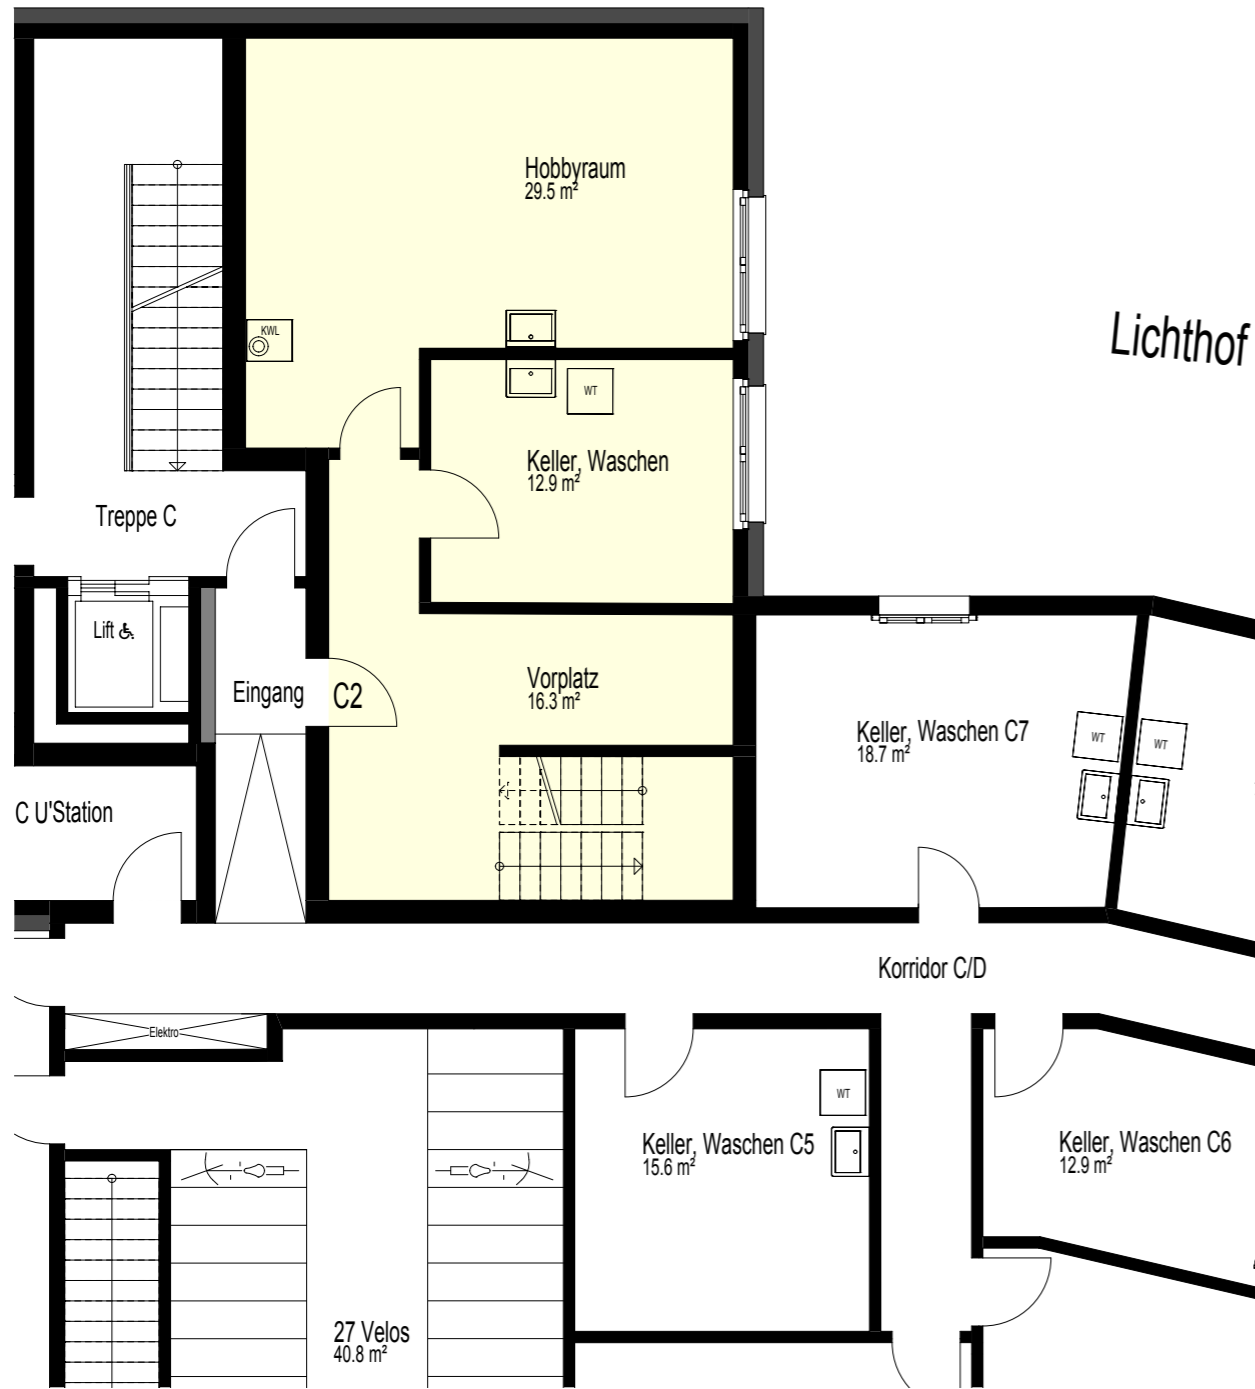 Hobbyraum
29.5 m²
KWL
Lichthof
WT
Keller, Waschen
12.9 m²
Treppe C
Lift
Eingang
C2
Vorplatz
16.3 m²
Keller, Waschen C7
18.7 m²
WT
WT
C U'Station
Korridor C/D
Elektro
WT
Keller, Waschen C5
15.6 m²
Keller, Waschen C6
12.9 m²
27 Velos
40.8 m²